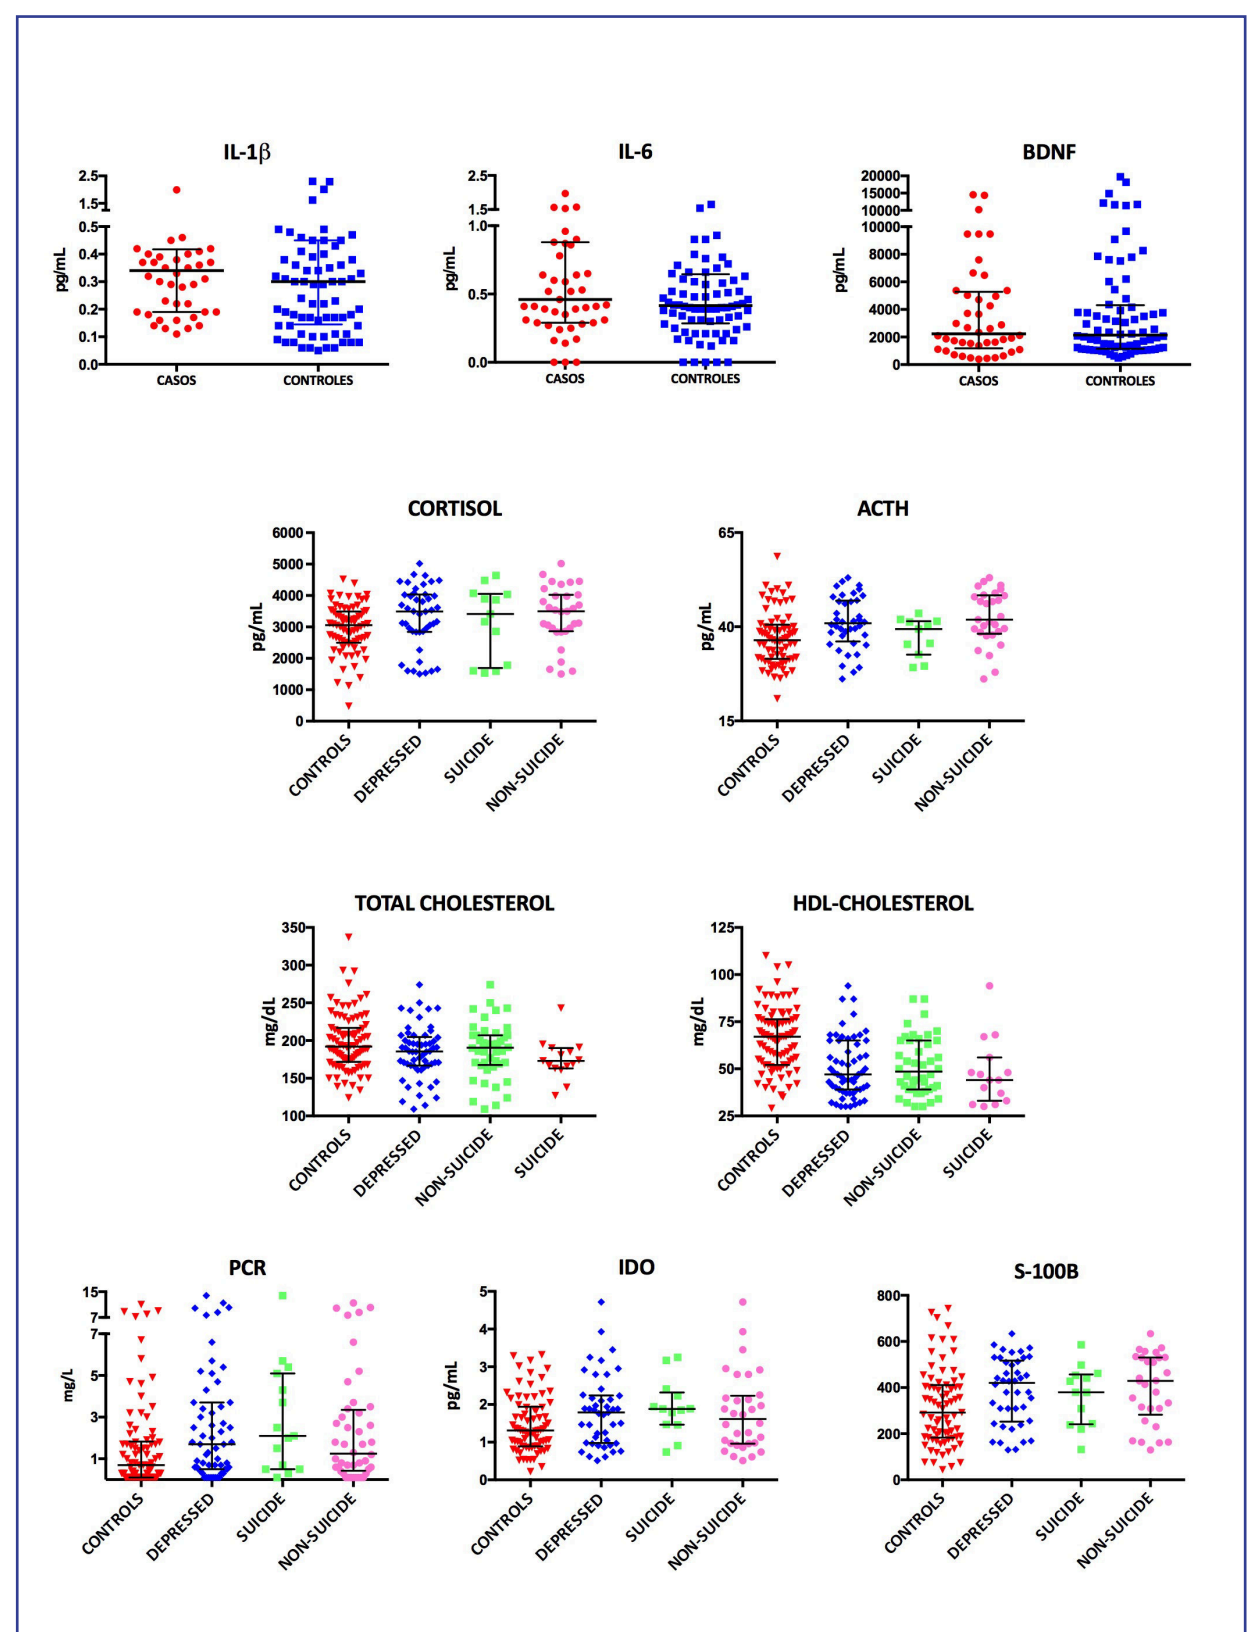 IL-1β
IL-6
BDNF
pg/mL
2.5
1.5
0.5
0.4
0.3
0.2
0.1
0.0
CASOS
CONTROLES
pg/mL
2.5
1.5
1.0
0.5
0.0
CASOS
CONTROLES
pg/mL
20000
15000
10000
10000
8000
6000
4000
2000
0
CASOS
CONTROLES
CORTISOL
ACTH
pg/mL
6000
5000
4000
3000
2000
1000
0
CONTROLS
DEPRESSED
SUICIDE
NON-SUICIDE
pg/mL
65
40
15
CONTROLS
DEPRESSED
SUICIDE
NON-SUICIDE
TOTAL CHOLESTEROL
HDL-CHOLESTEROL
mg/dL
350
300
250
200
150
100
CONTROLS
DEPRESSED
NON-SUICIDE
SUICIDE
mg/dL
125
100
75
50
25
CONTROLS
DEPRESSED
NON-SUICIDE
SUICIDE
PCR
IDO
S-100B
mg/L
15
7
7
5
3
1
CONTROLS
DEPRESSED
SUICIDE
NON-SUICIDE
pg/mL
5
4
3
2
1
0
CONTROLS
DEPRESSED
SUICIDE
NON-SUICIDE
pg/mL
800
600
400
200
0
CONTROLS
DEPRESSED
SUICIDE
NON-SUICIDE